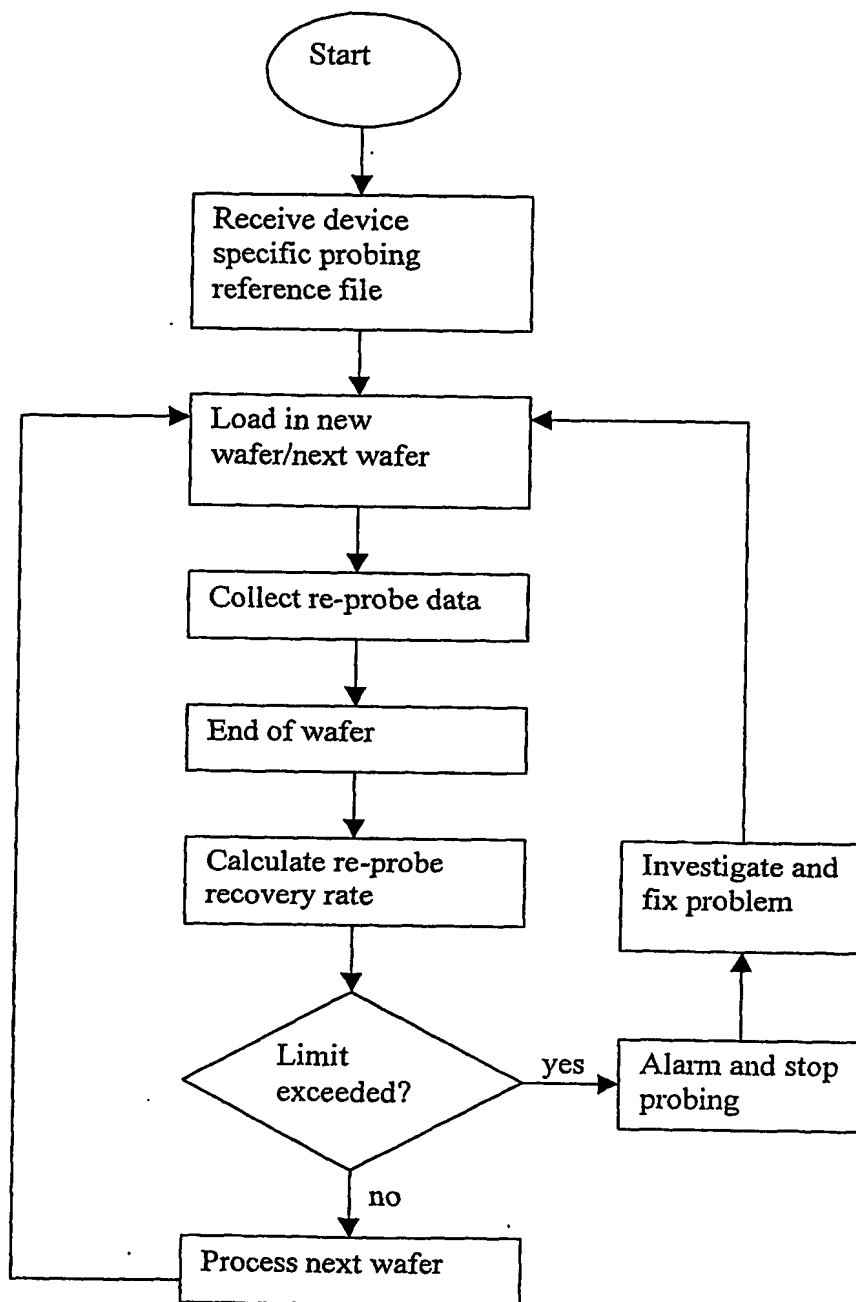 Start
Receive device
specific probing
reference file
Load in new
wafer/next wafer
Collect re-probe data
End of wafer
Calculate re-probe
recovery rate
Investigate and
fix problem
Limit
exceeded?
yes
Alarm and stop
probing
no
Process next wafer